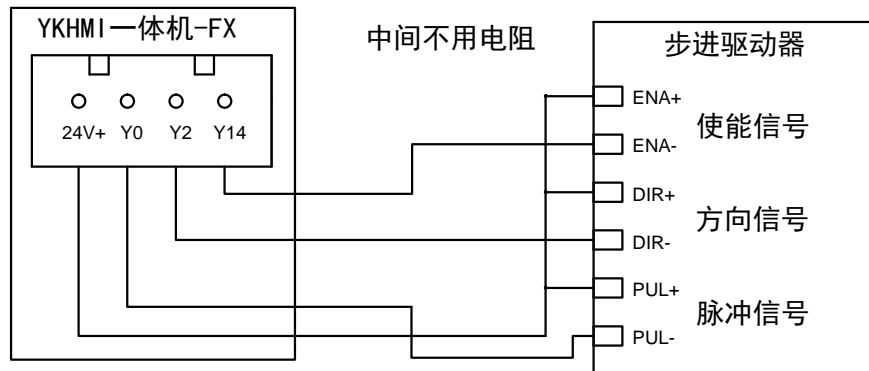 YKHMI一体机-FX
中间不用电阻
步进驱动器
24V+ Y0 Y2 Y14
ENA+
使能信号
ENA-
DIR+
方向信号
DIR-
PUL+
脉冲信号
PUL-